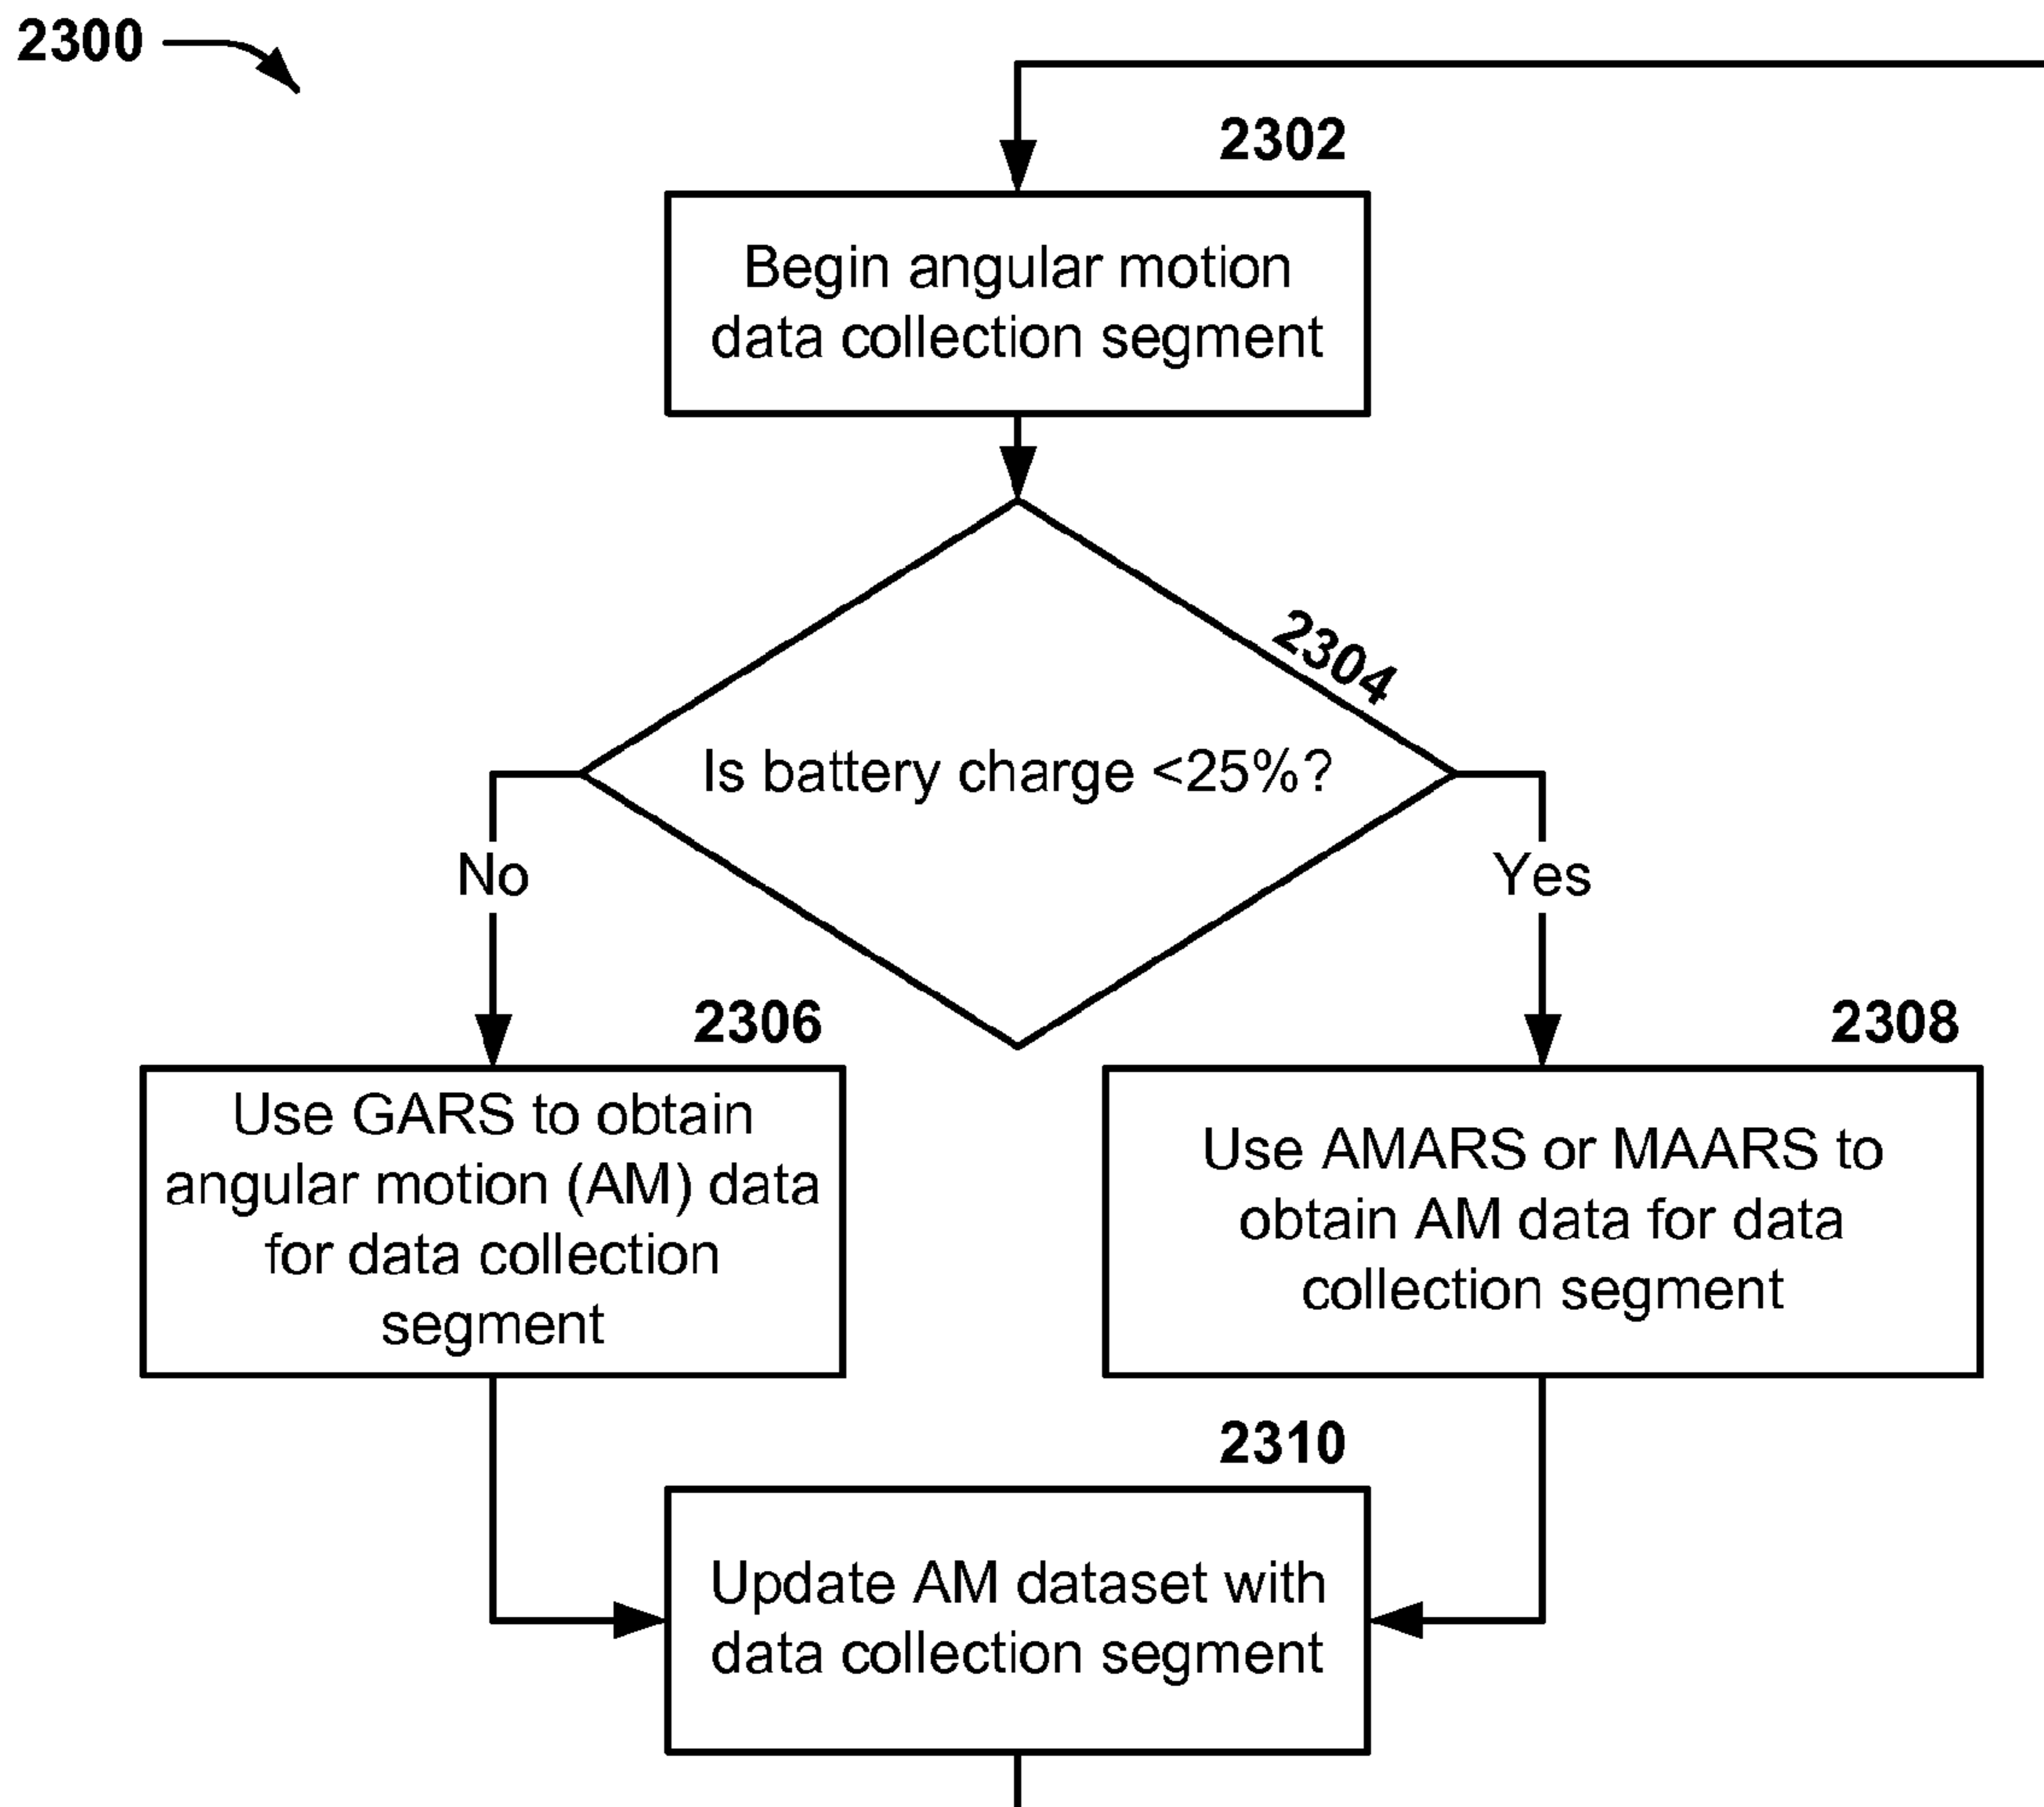 2300
2302
Begin angular motion
data collection segment
2304
Is battery charge <25%?
No
Yes
2306
2308
Use GARS to obtain
angular motion (AM) data
for data collection
segment
Use AMARS or MAARS to
obtain AM data for data
collection segment
2310
Update AM dataset with
data collection segment